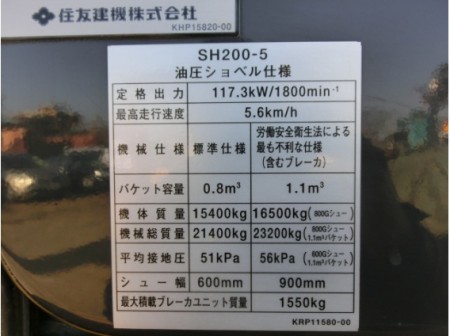 住友建機株式会社
KHP15820-00
SH200-5
油圧ショベル仕様
定格出力 117.3kW/1800min⁻¹
最高走行速度 5.6km/h
機械仕様 標準仕様 労働安全衛生法による最も不利な仕様(含むブレーカ)
バケット容量 0.8m³ 1.1m³
機体質量 15400kg 16500kg(800Gシュー)
機械総質量 21400kg 23200kg(800Gシュー 1.1m³バケット)
平均接地圧 51kPa 56kPa(600Gシュー 1.1m³バケット)
シュー幅 600mm 900mm
最大積載ブレーカユニット質量 1550kg
KRP11580-00